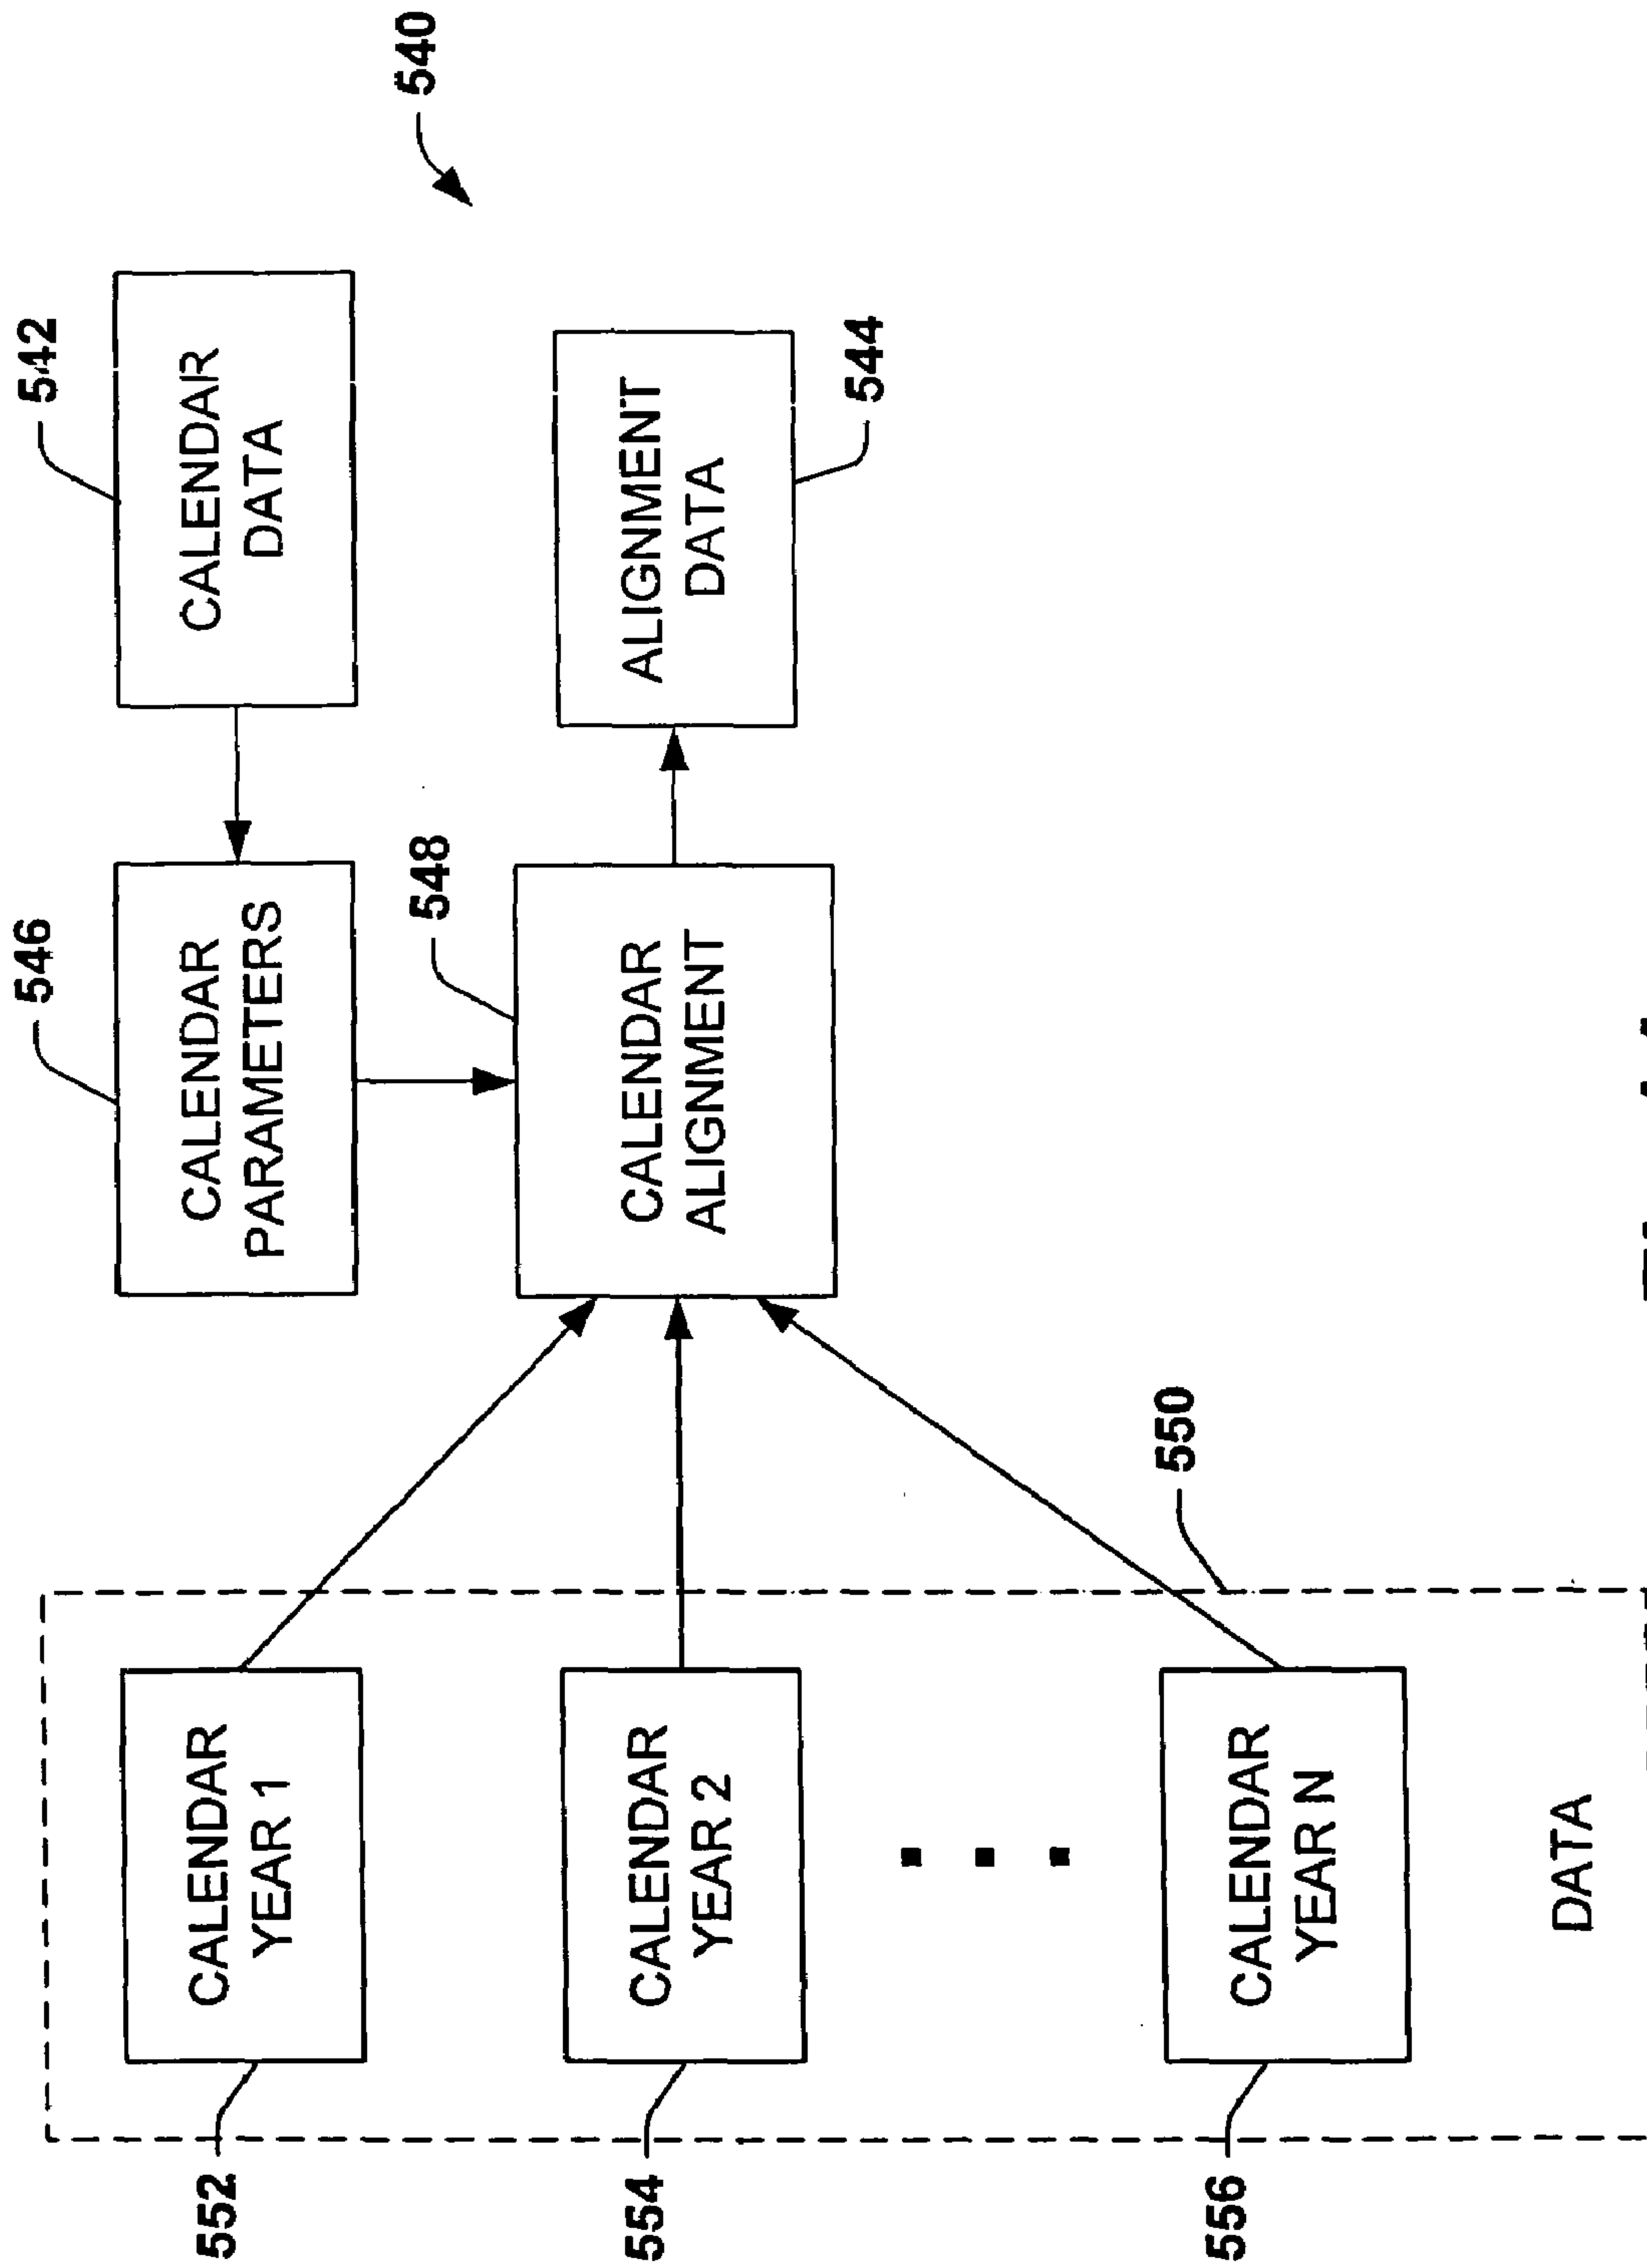 540
542
CALENDAR
DATA
546
CALENDAR
PARAMETERS
544
ALIGNMENT
DATA
548
CALENDAR
ALIGNMENT
550
552
CALENDAR
YEAR 1
554
CALENDAR
YEAR 2
556
CALENDAR
YEAR N
DATA